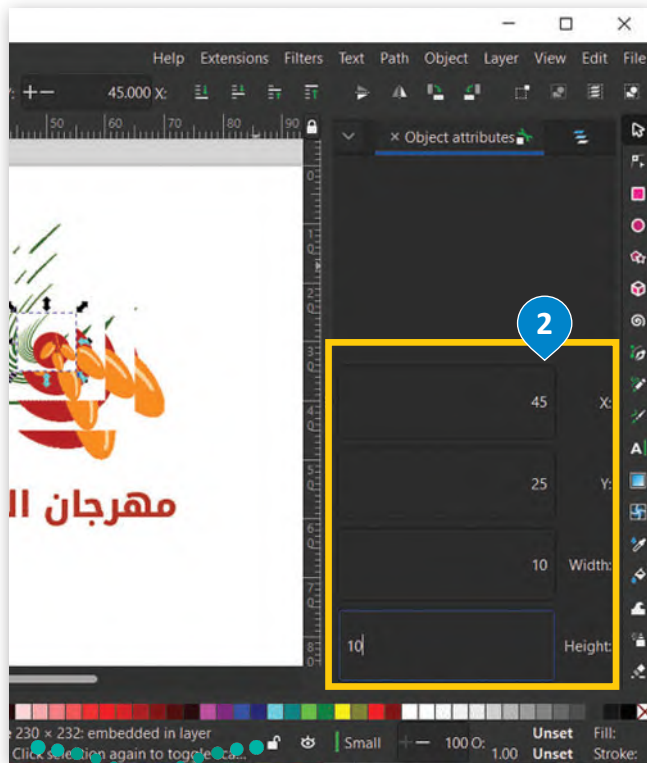 Help Extensions Filters Text Path Object Layer View Edit File
45.000 X:
50 60 70 80 90
× Object attributes
2
45 X:
25 Y:
مهرجان
10 Width:
10 Height:
230 × 232: embedded in layer
Small 100 O: 1.00 Unset Fill:
Click selection again to toggle Unset Stroke: